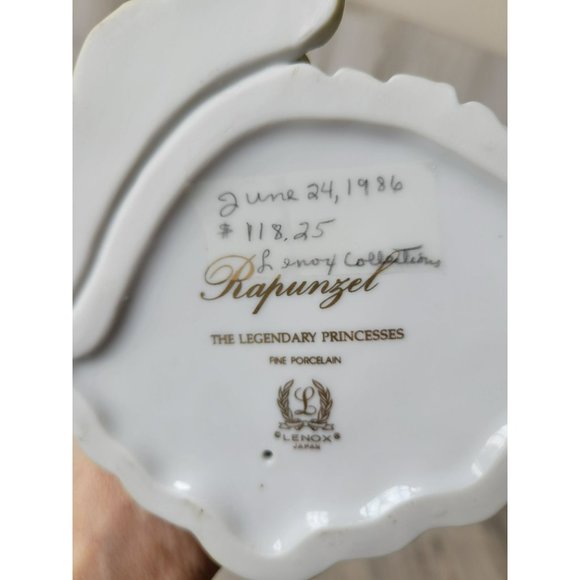 June 24, 1986
$ 118.25
Lenox Collections
Rapunzel
THE LEGENDARY PRINCESSES
FINE PORCELAIN
L
LENOX®
JAPAN